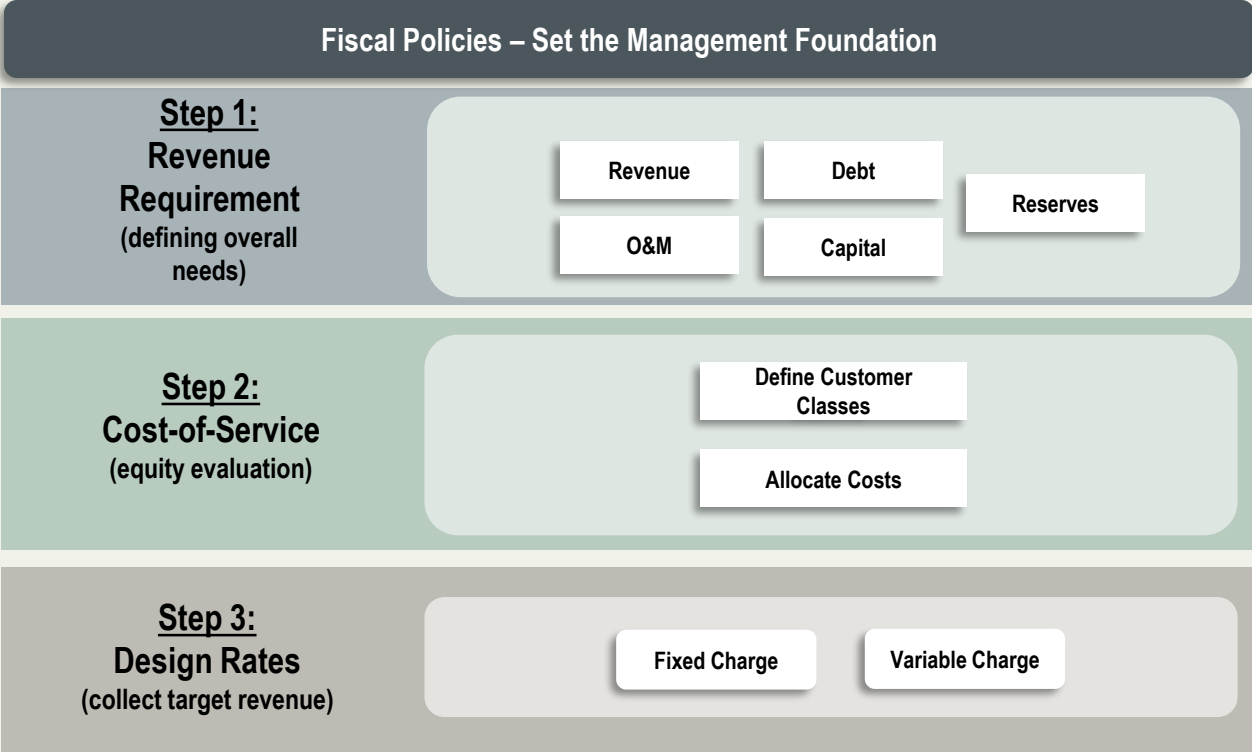 Fiscal Policies – Set the Management Foundation
Step 1:
Revenue
Requirement
(defining overall
needs)
Revenue
Debt
Reserves
O&M
Capital
Step 2:
Cost-of-Service
(equity evaluation)
Define Customer
Classes
Allocate Costs
Step 3:
Design Rates
(collect target revenue)
Fixed Charge
Variable Charge